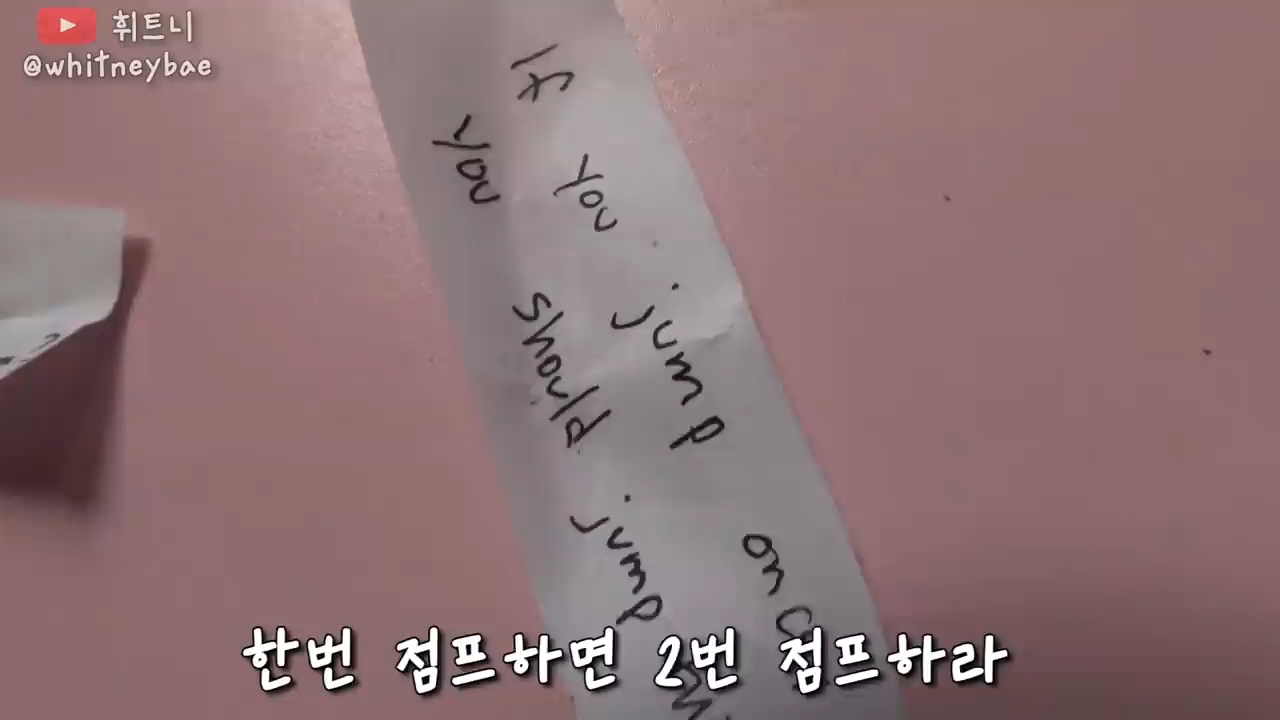 휘트니
@whitneybae
If you jump
you should jump
한번 점프하면 2번 점프하라